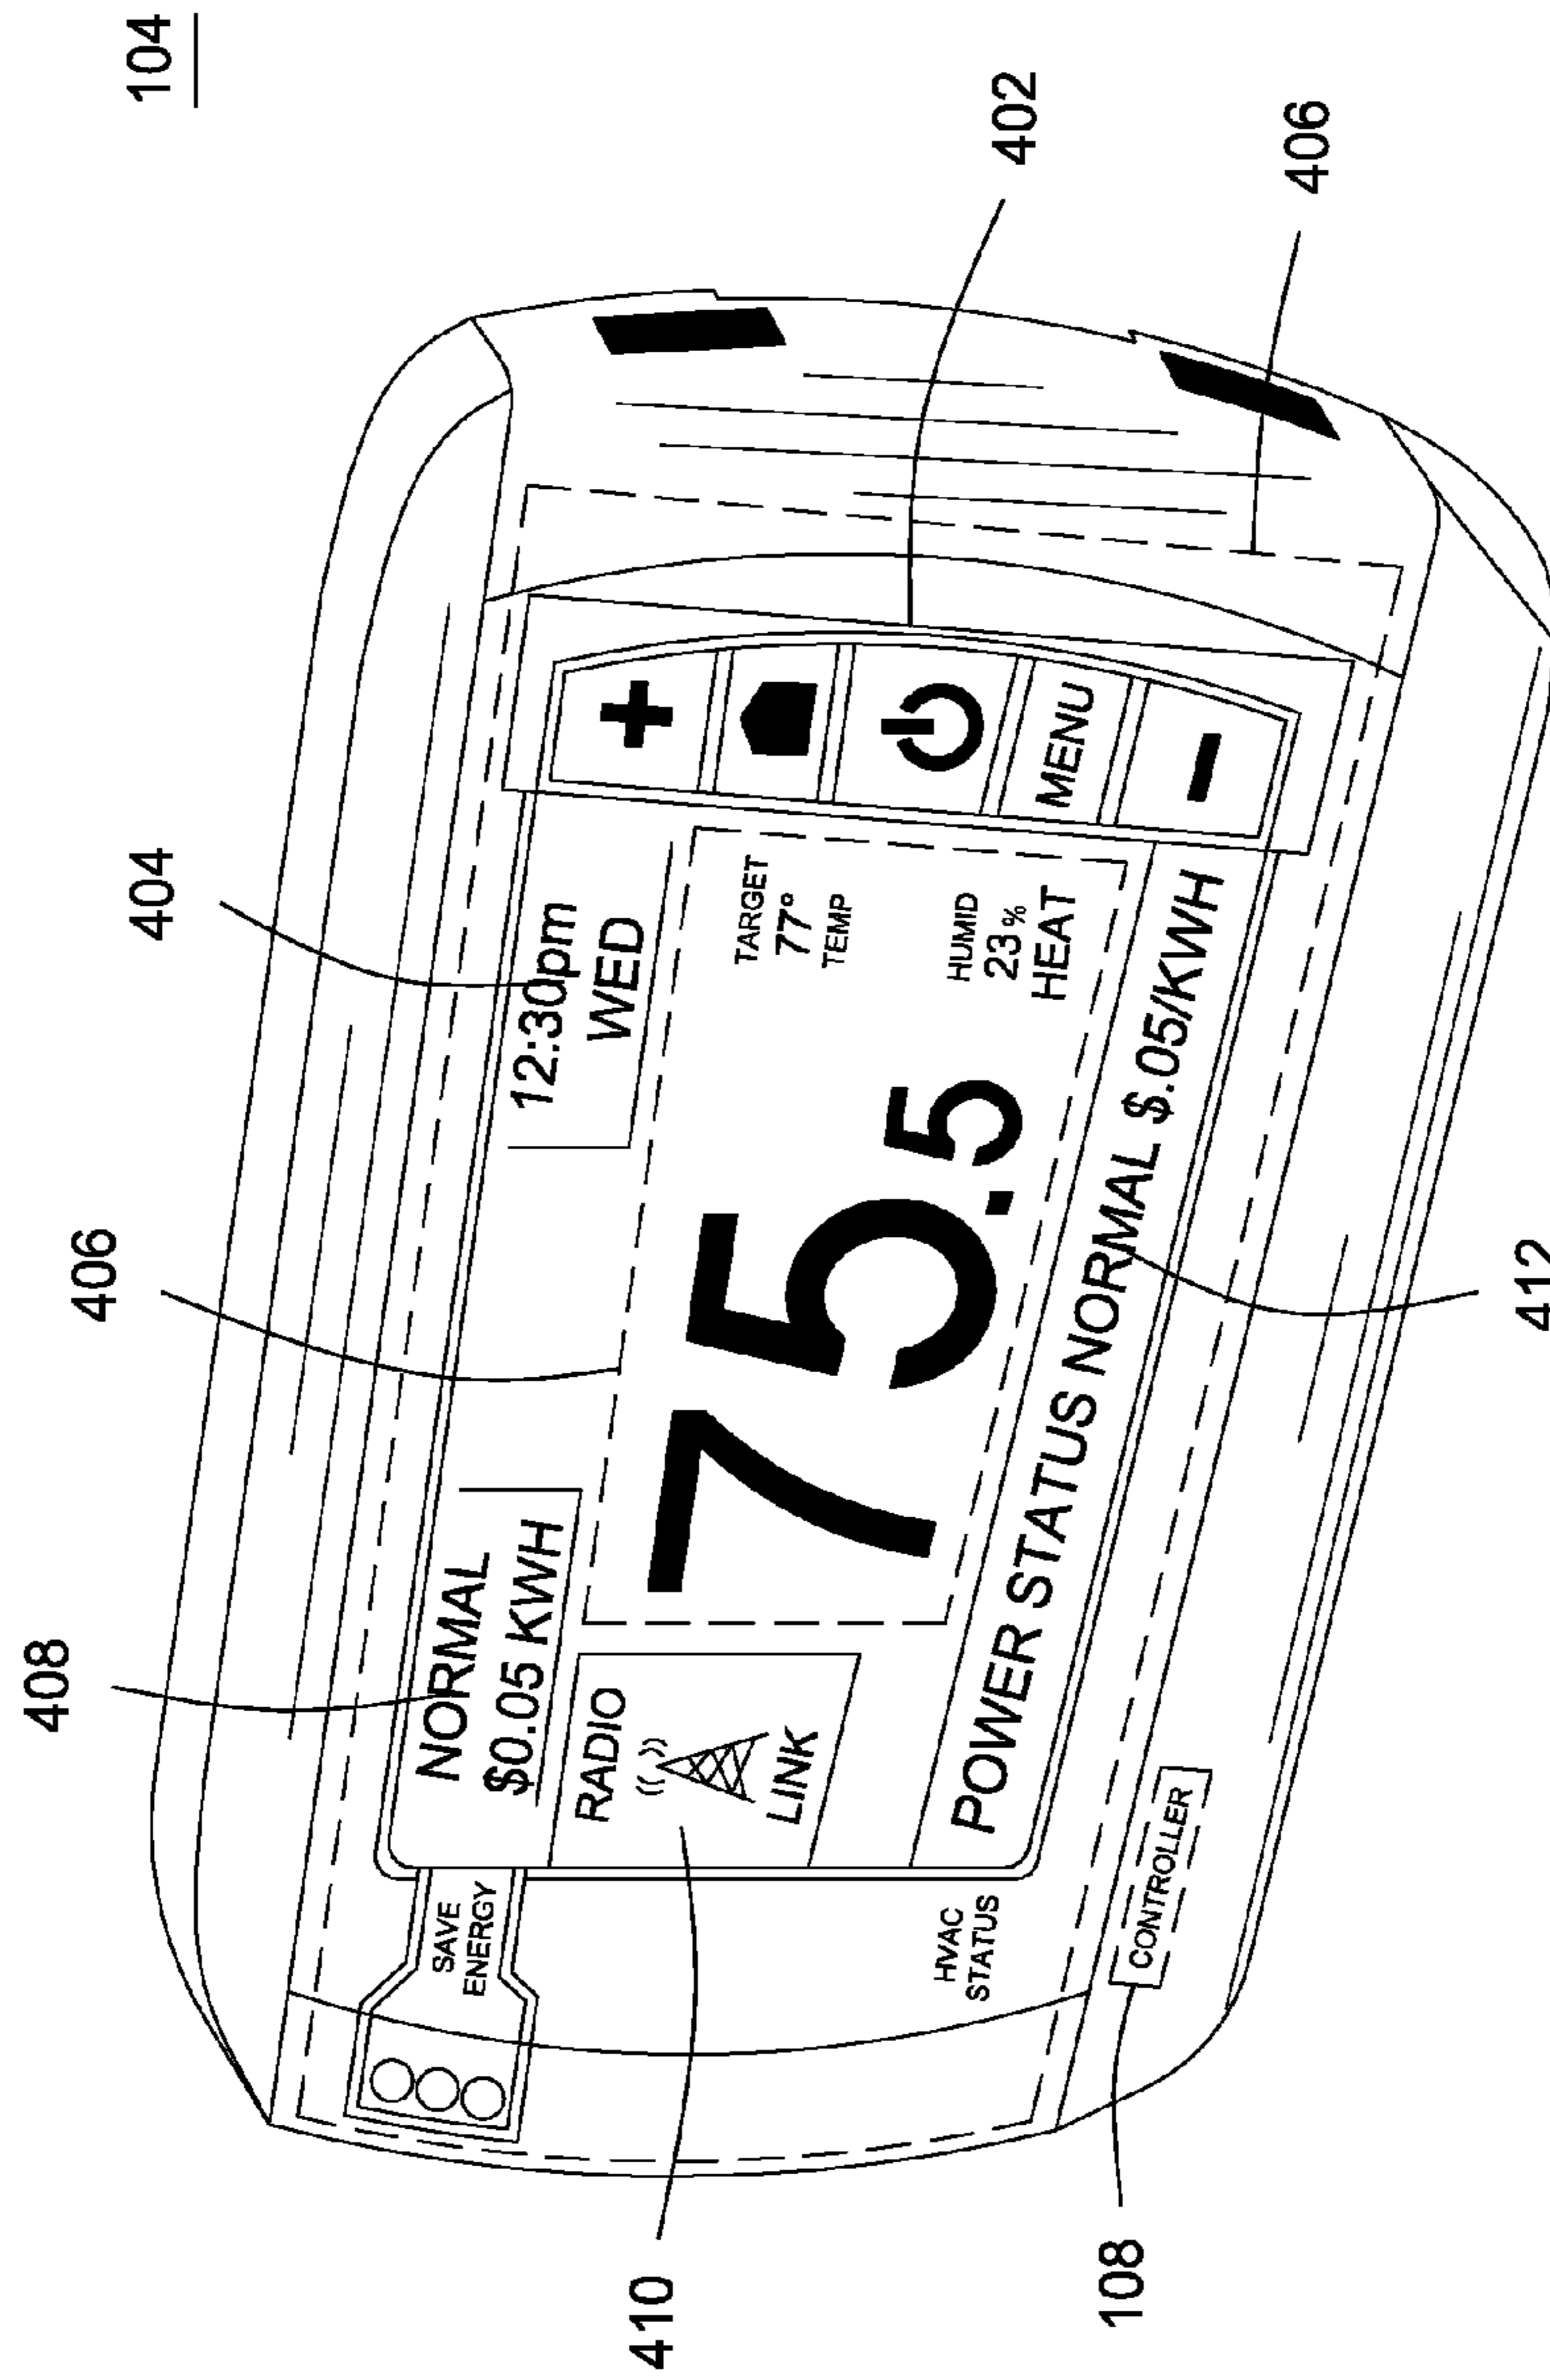 104
404
406
408
402
406
NORMAL
$0.05 KWH
12:30pm
WED
SAVE
ENERGY
RADIO
LINK
75.5
TARGET
77°
TEMP
HUMID
23%
HEAT
+
MENU
-
HVAC
STATUS
POWER STATUS NORMAL $.05/KWH
CONTROLLER
410
108
412